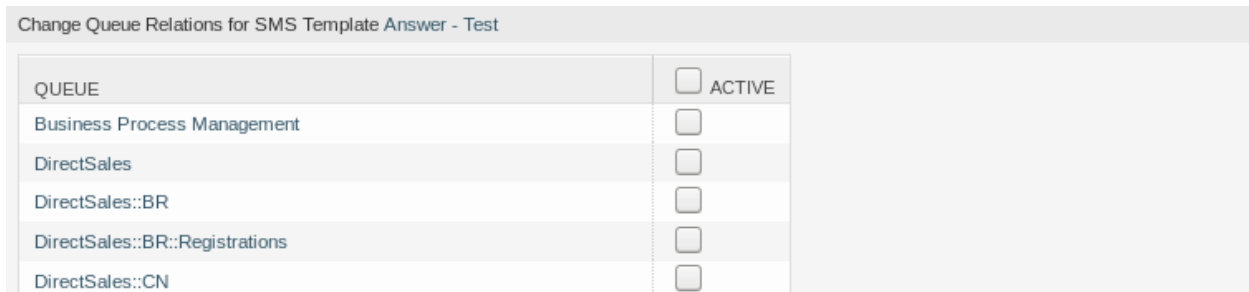 Change Queue Relations for SMS Template Answer - Test
QUEUE ACTIVE
Business Process Management
DirectSales
DirectSales::BR
DirectSales::BR::Registrations
DirectSales::CN